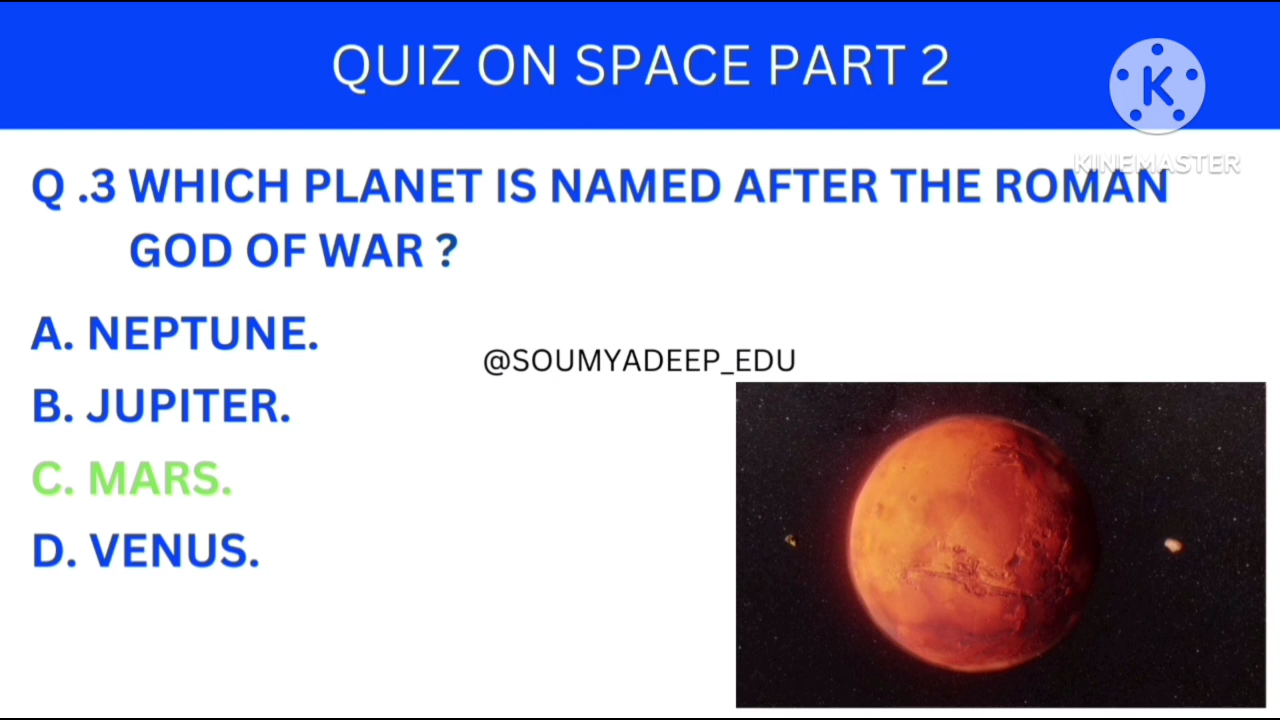 QUIZ ON SPACE PART 2
K
KINEMASTER
Q .3 WHICH PLANET IS NAMED AFTER THE ROMAN
GOD OF WAR ?
A. NEPTUNE.
@SOUMYADEEP_EDU
B. JUPITER.
C. MARS.
D. VENUS.